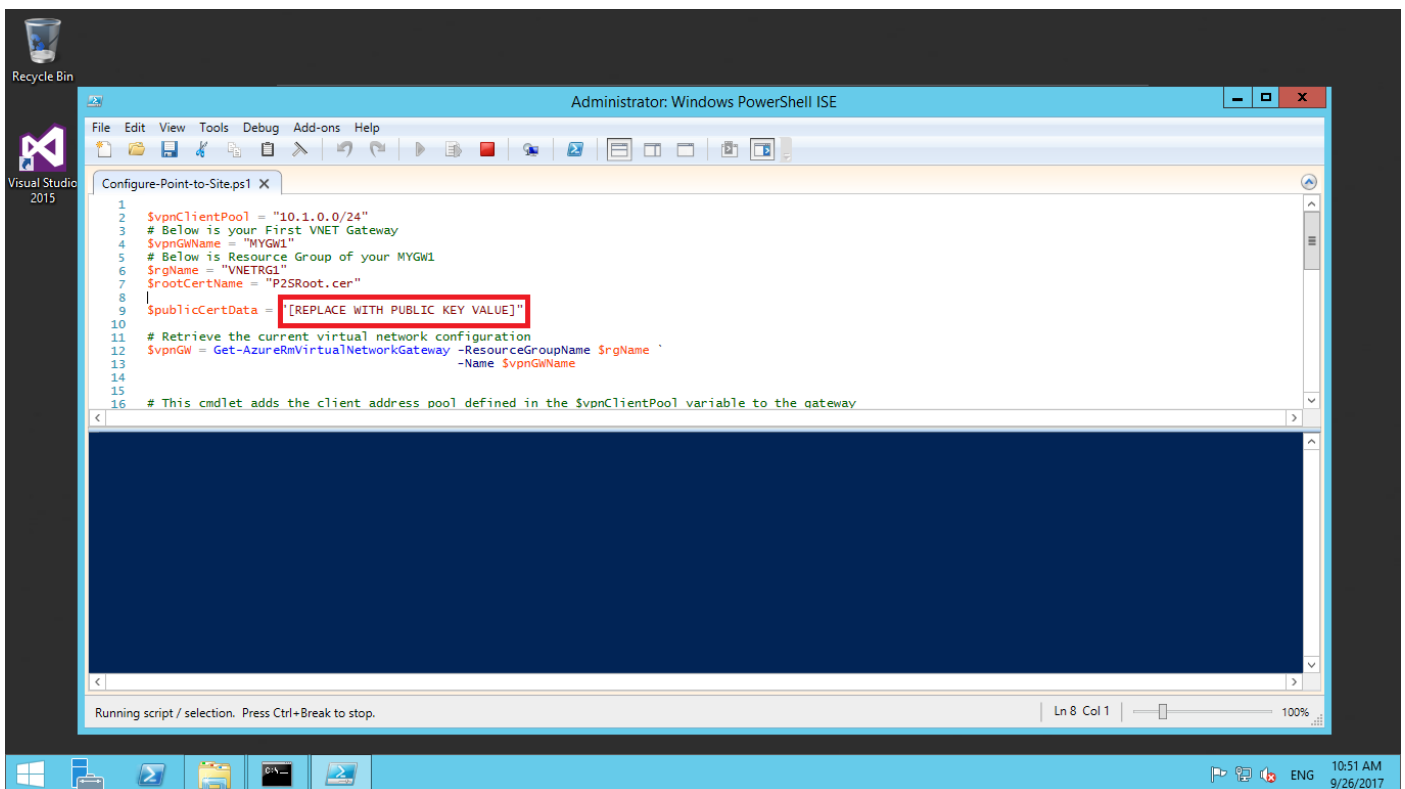 Recycle Bin
Administrator: Windows PowerShell ISE
File Edit View Tools Debug Add-ons Help
Visual Studio
2015
Configure-Point-to-Site.ps1 X
1
2 $vpnClientPool = "10.1.0.0/24"
3 # Below is your First VNET Gateway
4 $vpnGWName = "MYGW1"
5 # Below is Resource Group of your MYGW1
6 $rgName = "VNETRG1"
7 $rootCertName = "P2SRoot.cer"
8
9 $publicCertData = "[REPLACE WITH PUBLIC KEY VALUE]"
10
11 # Retrieve the current virtual network configuration
12 $vpnGW = Get-AzureRmVirtualNetworkGateway -ResourceGroupName $rgName `
13 -Name $vpnGWName
14
15
16 # This cmdlet adds the client address pool defined in the $vpnClientPool variable to the gateway
Running script / selection. Press Ctrl+Break to stop.
Ln 8 Col 1
100%
ENG
10:51 AM
9/26/2017